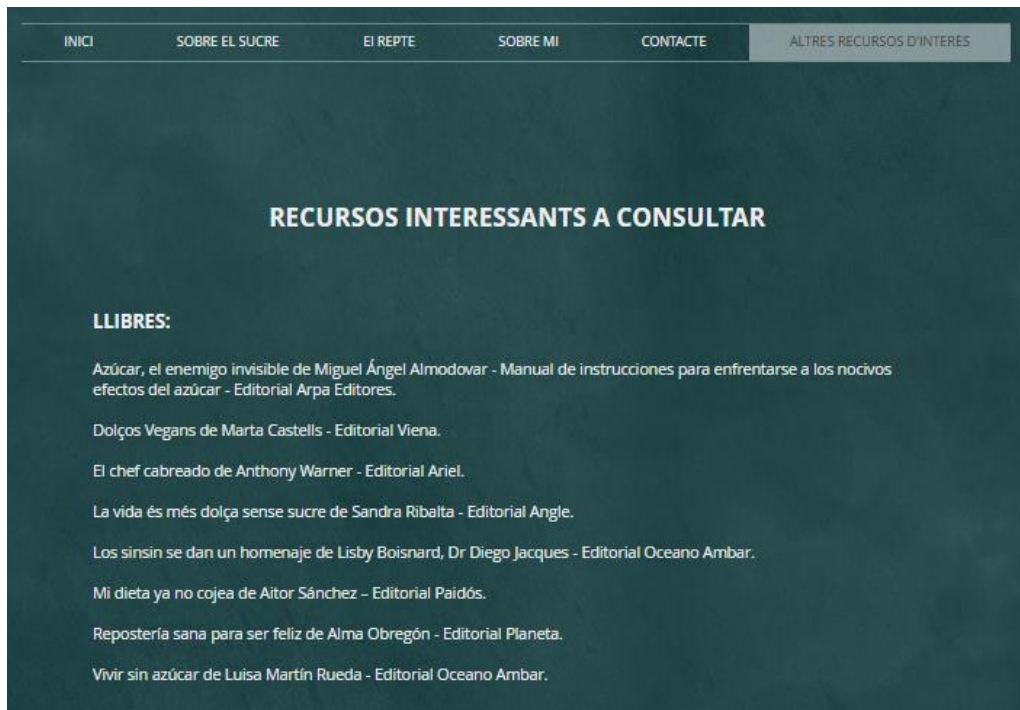 INICI
SOBRE EL SUCRE
El REPTE
SOBRE MI
CONTACTE
ALTRES RECURSOS D'INTERÈS
RECURSOS INTERESSANTS A CONSULTAR
LLIBRES:
Azúcar, el enemigo invisible de Miguel Ángel Almodovar - Manual de instrucciones para enfrentarse a los nocivos
efectos del azúcar - Editorial Arpa Editores.
Dolços Vegans de Marta Castells - Editorial Viena.
El chef cabreado de Anthony Warner - Editorial Ariel.
La vida és més dolça sense sucre de Sandra Ribalta - Editorial Angle.
Los sinsin se dan un homenaje de Lisby Boisnard, Dr Diego Jacques - Editorial Oceano Ambar.
Mi dieta ya no cojea de Aitor Sánchez – Editorial Paidós.
Repostería sana para ser feliz de Alma Obregón - Editorial Planeta.
Vivir sin azúcar de Luisa Martín Rueda - Editorial Oceano Ambar.